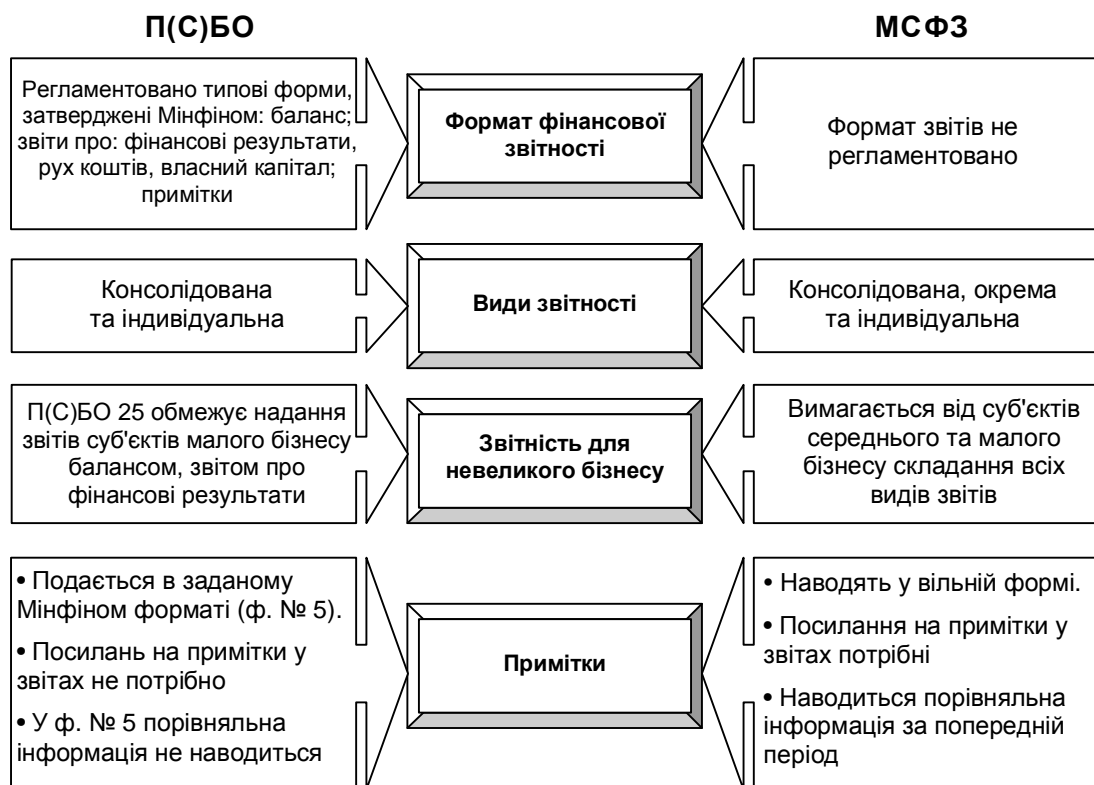 П(С)БО
МСФЗ
Регламентовано типові форми,
затверджені Мінфіном: баланс;
звіти про: фінансові результати,
рух коштів, власний капітал;
примітки
Формат фінансової
звітності
Формат звітів не
регламентовано
Консолідована
та індивідуальна
Види звітності
Консолідована, окрема
та індивідуальна
П(С)БО 25 обмежує надання
звітів суб'єктів малого бізнесу
балансом, звітом про
фінансові результати
Звітність для
невеликого бізнесу
Вимагається від суб'єктів
середнього та малого
бізнесу складання всіх
видів звітів
• Подається в заданому
Мінфіном форматі (ф. № 5).
• Посилань на примітки у
звітах не потрібно
• У ф. № 5 порівняльна
інформація не наводиться
Примітки
• Наводять у вільній формі.
• Посилання на примітки у
звітах потрібні
• Наводиться порівняльна
інформація за попередній
період